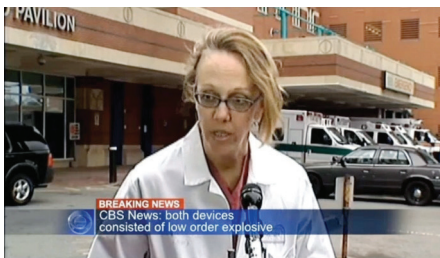 PAVILION
BREAKING NEWS
CBS News: both devices
consisted of low order explosive